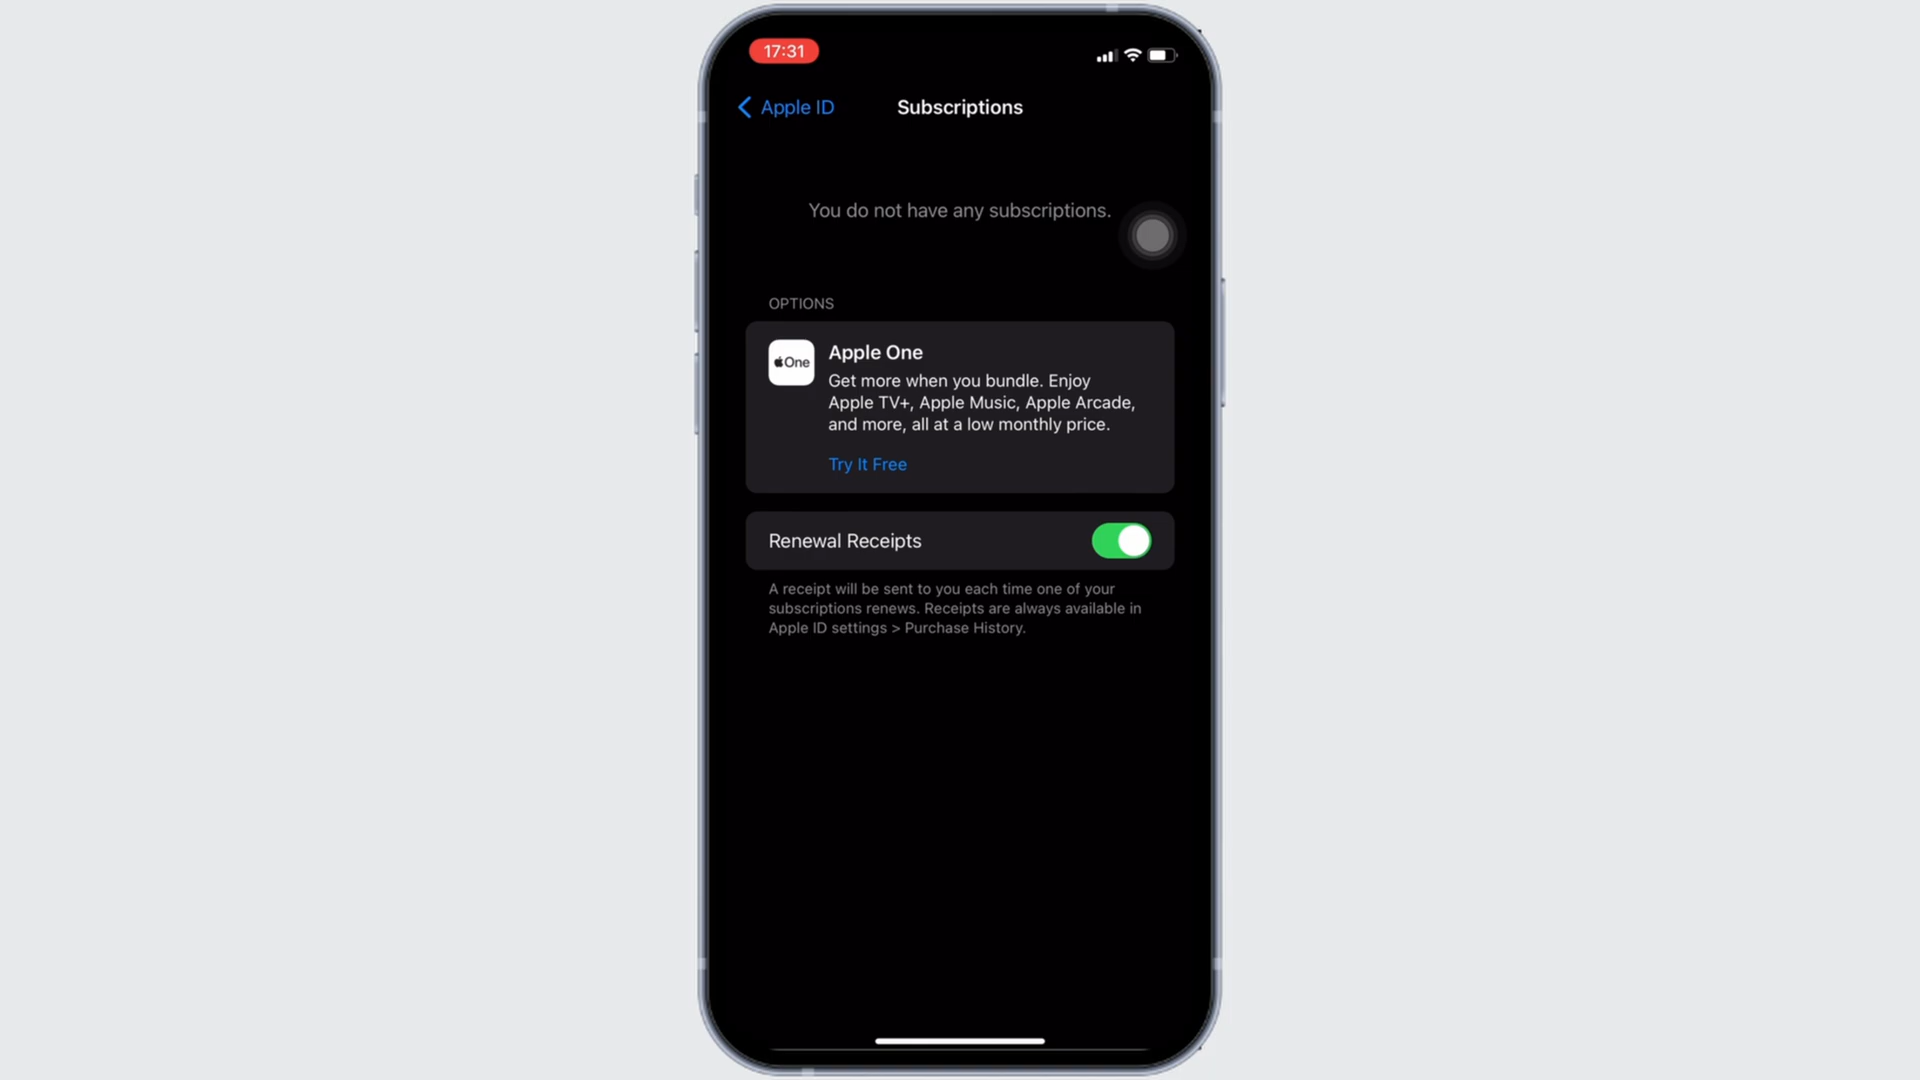 17:31
Apple ID
Subscriptions
You do not have any subscriptions.
OPTIONS
One
Apple One
Get more when you bundle. Enjoy
Apple TV+, Apple Music, Apple Arcade,
and more, all at a low monthly price.
Try It Free
Renewal Receipts
A receipt will be sent to you each time one of your
subscriptions renews. Receipts are always available in
Apple ID settings > Purchase History.